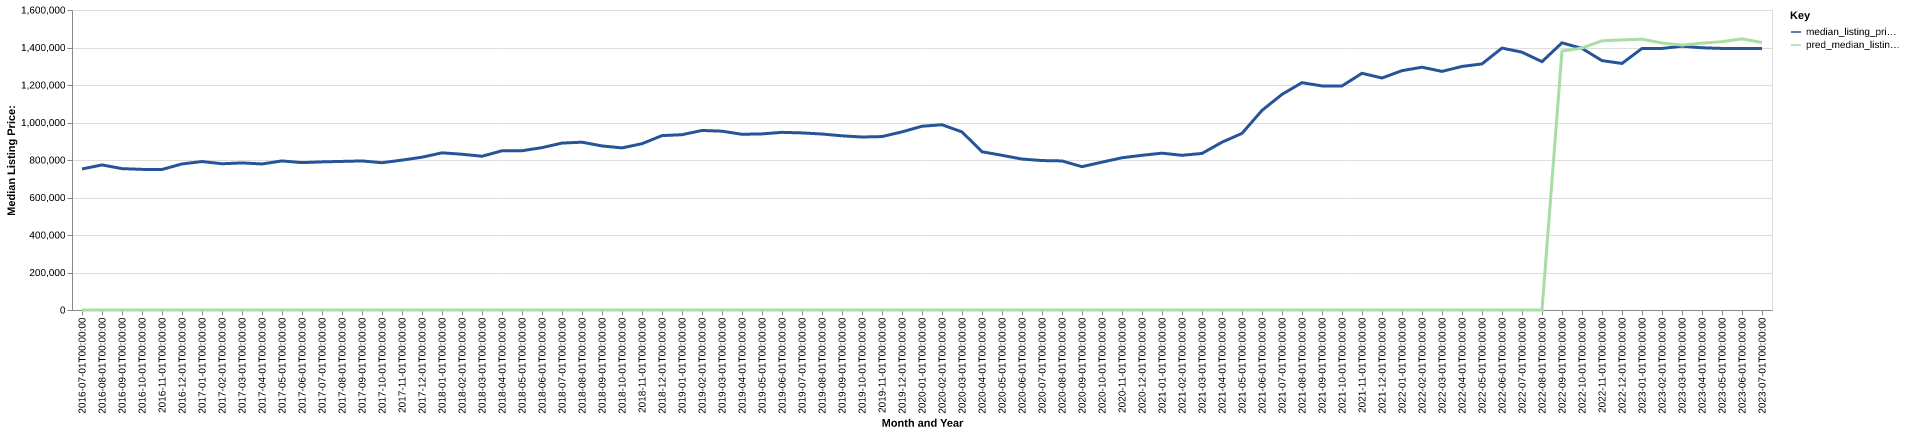 1,600,000
1,400,000
1,200,000
1,000,000
800,000
600,000
400,000
200,000
0
Median Listing Price:
2016-07-01T00:00:00
2016-08-01T00:00:00
2016-09-01T00:00:00
2016-10-01T00:00:00
2016-11-01T00:00:00
2016-12-01T00:00:00
2017-01-01T00:00:00
2017-02-01T00:00:00
2017-03-01T00:00:00
2017-04-01T00:00:00
2017-05-01T00:00:00
2017-06-01T00:00:00
2017-07-01T00:00:00
2017-08-01T00:00:00
2017-09-01T00:00:00
2017-10-01T00:00:00
2017-11-01T00:00:00
2017-12-01T00:00:00
2018-01-01T00:00:00
2018-02-01T00:00:00
2018-03-01T00:00:00
2018-04-01T00:00:00
2018-05-01T00:00:00
2018-06-01T00:00:00
2018-07-01T00:00:00
2018-08-01T00:00:00
2018-09-01T00:00:00
2018-10-01T00:00:00
2018-11-01T00:00:00
2018-12-01T00:00:00
2019-01-01T00:00:00
2019-02-01T00:00:00
2019-03-01T00:00:00
2019-04-01T00:00:00
2019-05-01T00:00:00
2019-06-01T00:00:00
2019-07-01T00:00:00
2019-08-01T00:00:00
2019-09-01T00:00:00
2019-10-01T00:00:00
2019-11-01T00:00:00
2019-12-01T00:00:00
2020-01-01T00:00:00
2020-02-01T00:00:00
2020-03-01T00:00:00
2020-04-01T00:00:00
2020-05-01T00:00:00
2020-06-01T00:00:00
2020-07-01T00:00:00
2020-08-01T00:00:00
2020-09-01T00:00:00
2020-10-01T00:00:00
2020-11-01T00:00:00
2020-12-01T00:00:00
2021-01-01T00:00:00
2021-02-01T00:00:00
2021-03-01T00:00:00
2021-04-01T00:00:00
2021-05-01T00:00:00
2021-06-01T00:00:00
2021-07-01T00:00:00
2021-08-01T00:00:00
2021-09-01T00:00:00
2021-10-01T00:00:00
2021-11-01T00:00:00
2021-12-01T00:00:00
2022-01-01T00:00:00
2022-02-01T00:00:00
2022-03-01T00:00:00
2022-04-01T00:00:00
2022-05-01T00:00:00
2022-06-01T00:00:00
2022-07-01T00:00:00
2022-08-01T00:00:00
2022-09-01T00:00:00
2022-10-01T00:00:00
2022-11-01T00:00:00
2022-12-01T00:00:00
2023-01-01T00:00:00
2023-02-01T00:00:00
2023-03-01T00:00:00
2023-04-01T00:00:00
2023-05-01T00:00:00
2023-06-01T00:00:00
2023-07-01T00:00:00
Month and Year
Key
median_listing_pri…
pred_median_listin…